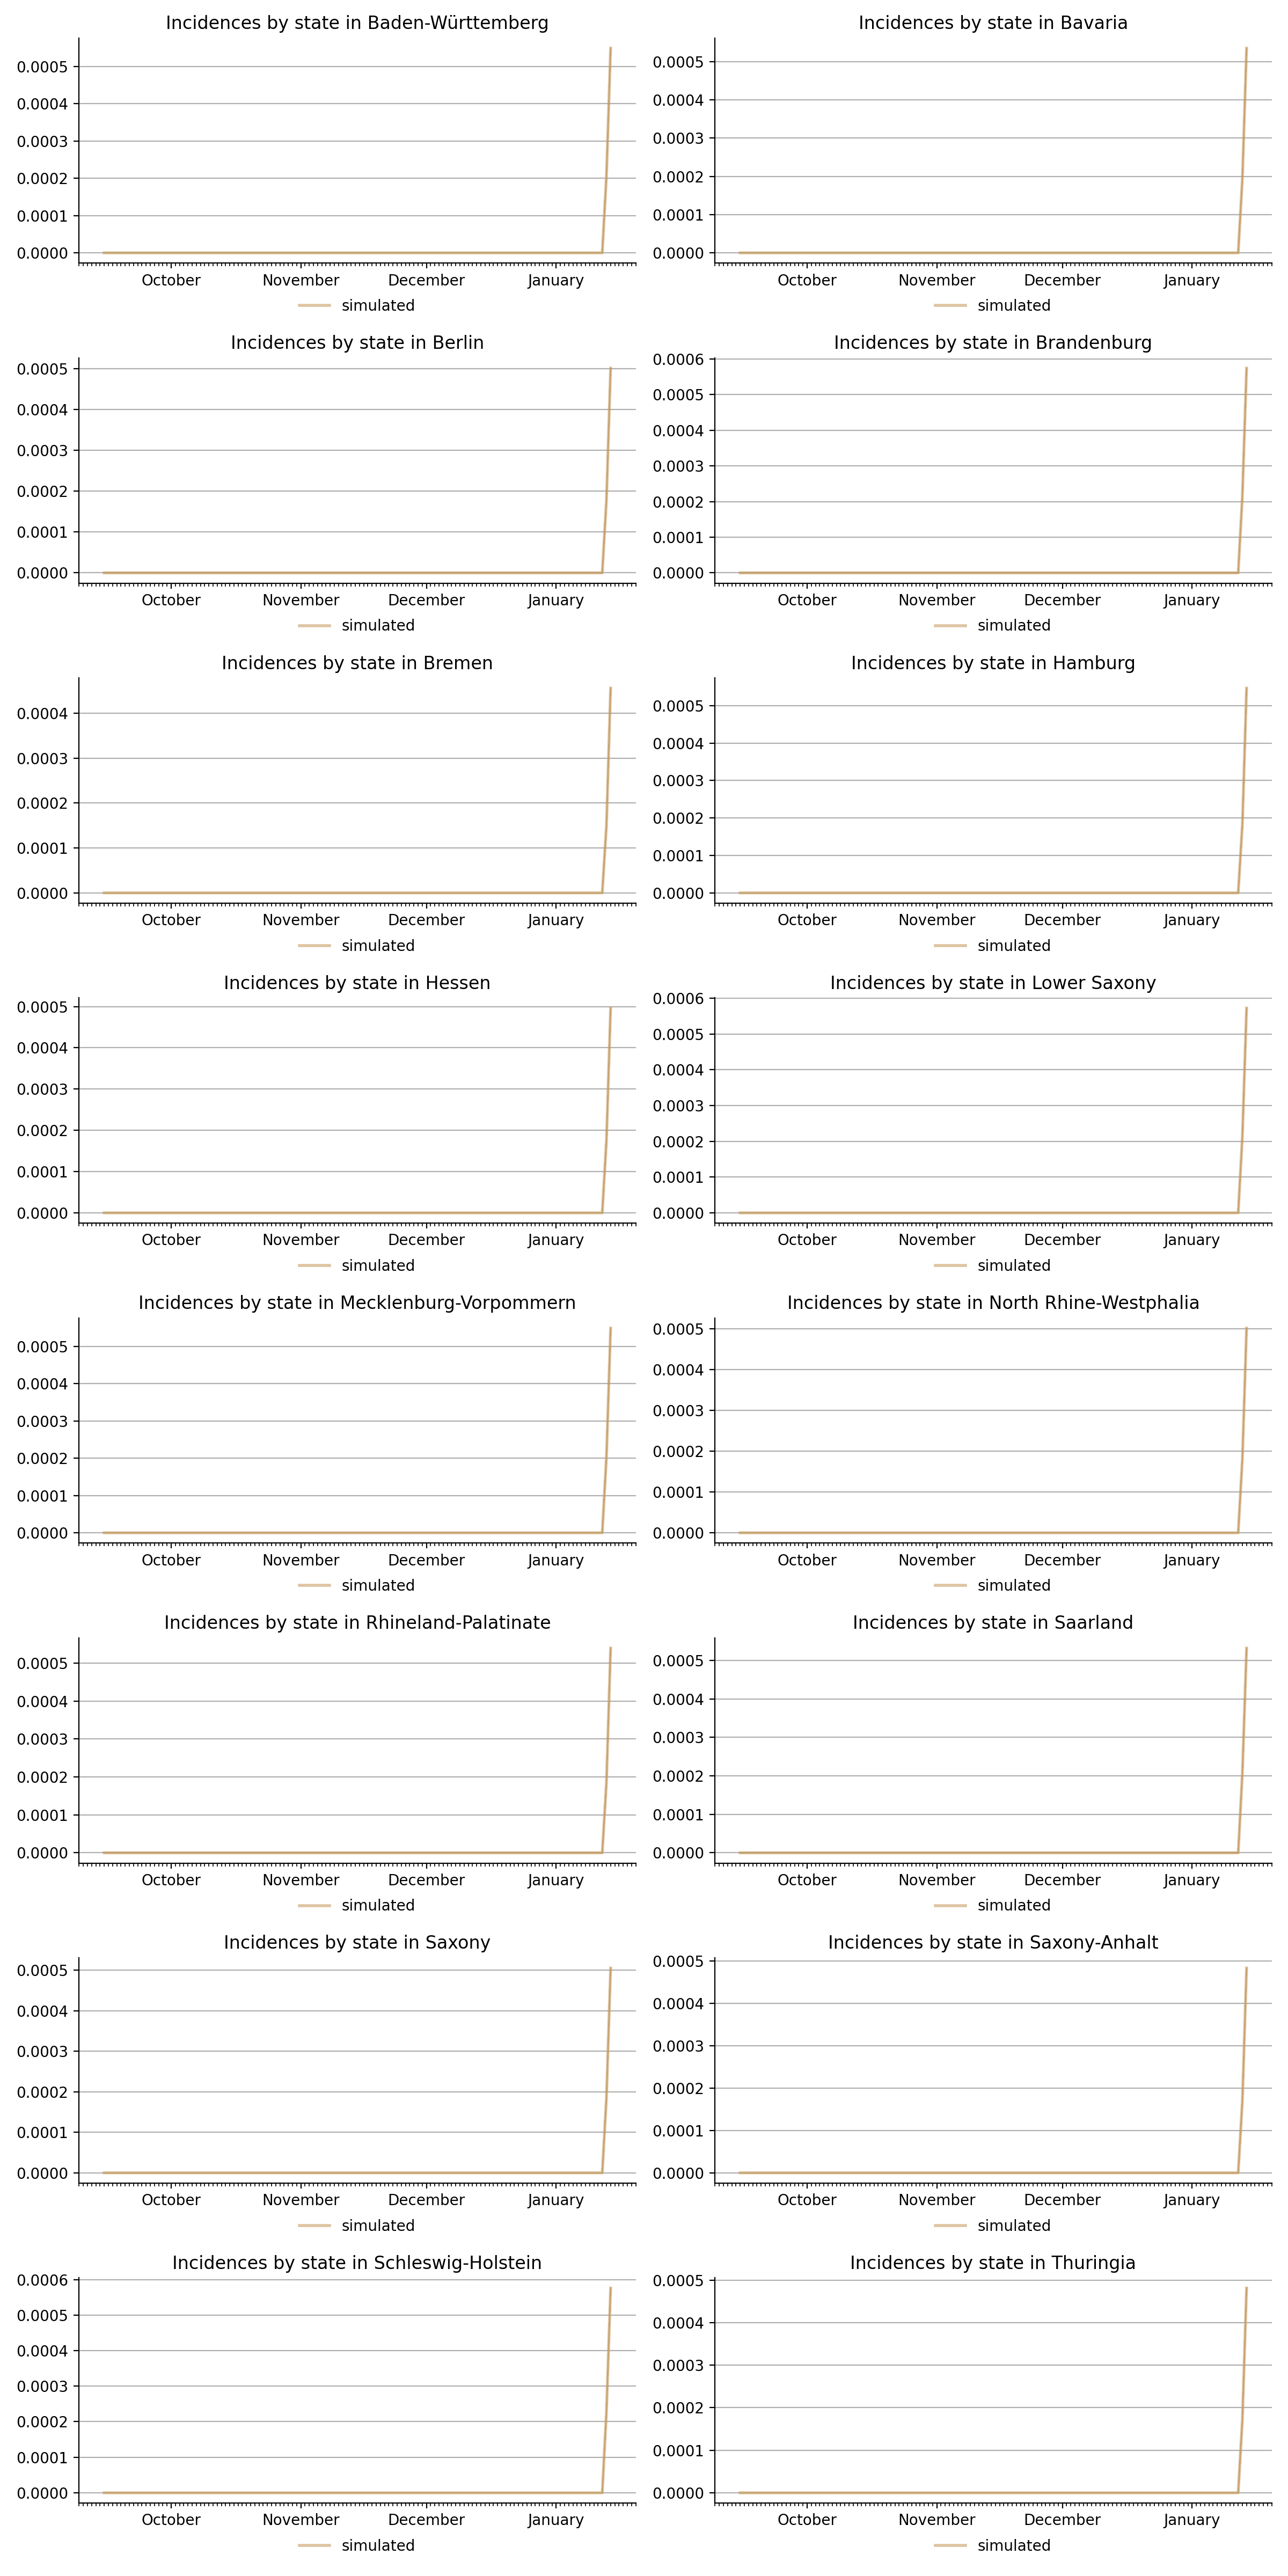 Incidences by state in Baden-Württemberg
0.0005
0.0004
0.0003
0.0002
0.0001
0.0000
October November December January
simulated
Incidences by state in Bavaria
0.0005
0.0004
0.0003
0.0002
0.0001
0.0000
October November December January
simulated
Incidences by state in Berlin
0.0005
0.0004
0.0003
0.0002
0.0001
0.0000
October November December January
simulated
Incidences by state in Brandenburg
0.0006
0.0005
0.0004
0.0003
0.0002
0.0001
0.0000
October November December January
simulated
Incidences by state in Bremen
0.0004
0.0003
0.0002
0.0001
0.0000
October November December January
simulated
Incidences by state in Hamburg
0.0005
0.0004
0.0003
0.0002
0.0001
0.0000
October November December January
simulated
Incidences by state in Hessen
0.0005
0.0004
0.0003
0.0002
0.0001
0.0000
October November December January
simulated
Incidences by state in Lower Saxony
0.0006
0.0005
0.0004
0.0003
0.0002
0.0001
0.0000
October November December January
simulated
Incidences by state in Mecklenburg-Vorpommern
0.0005
0.0004
0.0003
0.0002
0.0001
0.0000
October November December January
simulated
Incidences by state in North Rhine-Westphalia
0.0005
0.0004
0.0003
0.0002
0.0001
0.0000
October November December January
simulated
Incidences by state in Rhineland-Palatinate
0.0005
0.0004
0.0003
0.0002
0.0001
0.0000
October November December January
simulated
Incidences by state in Saarland
0.0005
0.0004
0.0003
0.0002
0.0001
0.0000
October November December January
simulated
Incidences by state in Saxony
0.0005
0.0004
0.0003
0.0002
0.0001
0.0000
October November December January
simulated
Incidences by state in Saxony-Anhalt
0.0005
0.0004
0.0003
0.0002
0.0001
0.0000
October November December January
simulated
Incidences by state in Schleswig-Holstein
0.0006
0.0005
0.0004
0.0003
0.0002
0.0001
0.0000
October November December January
simulated
Incidences by state in Thuringia
0.0005
0.0004
0.0003
0.0002
0.0001
0.0000
October November December January
simulated